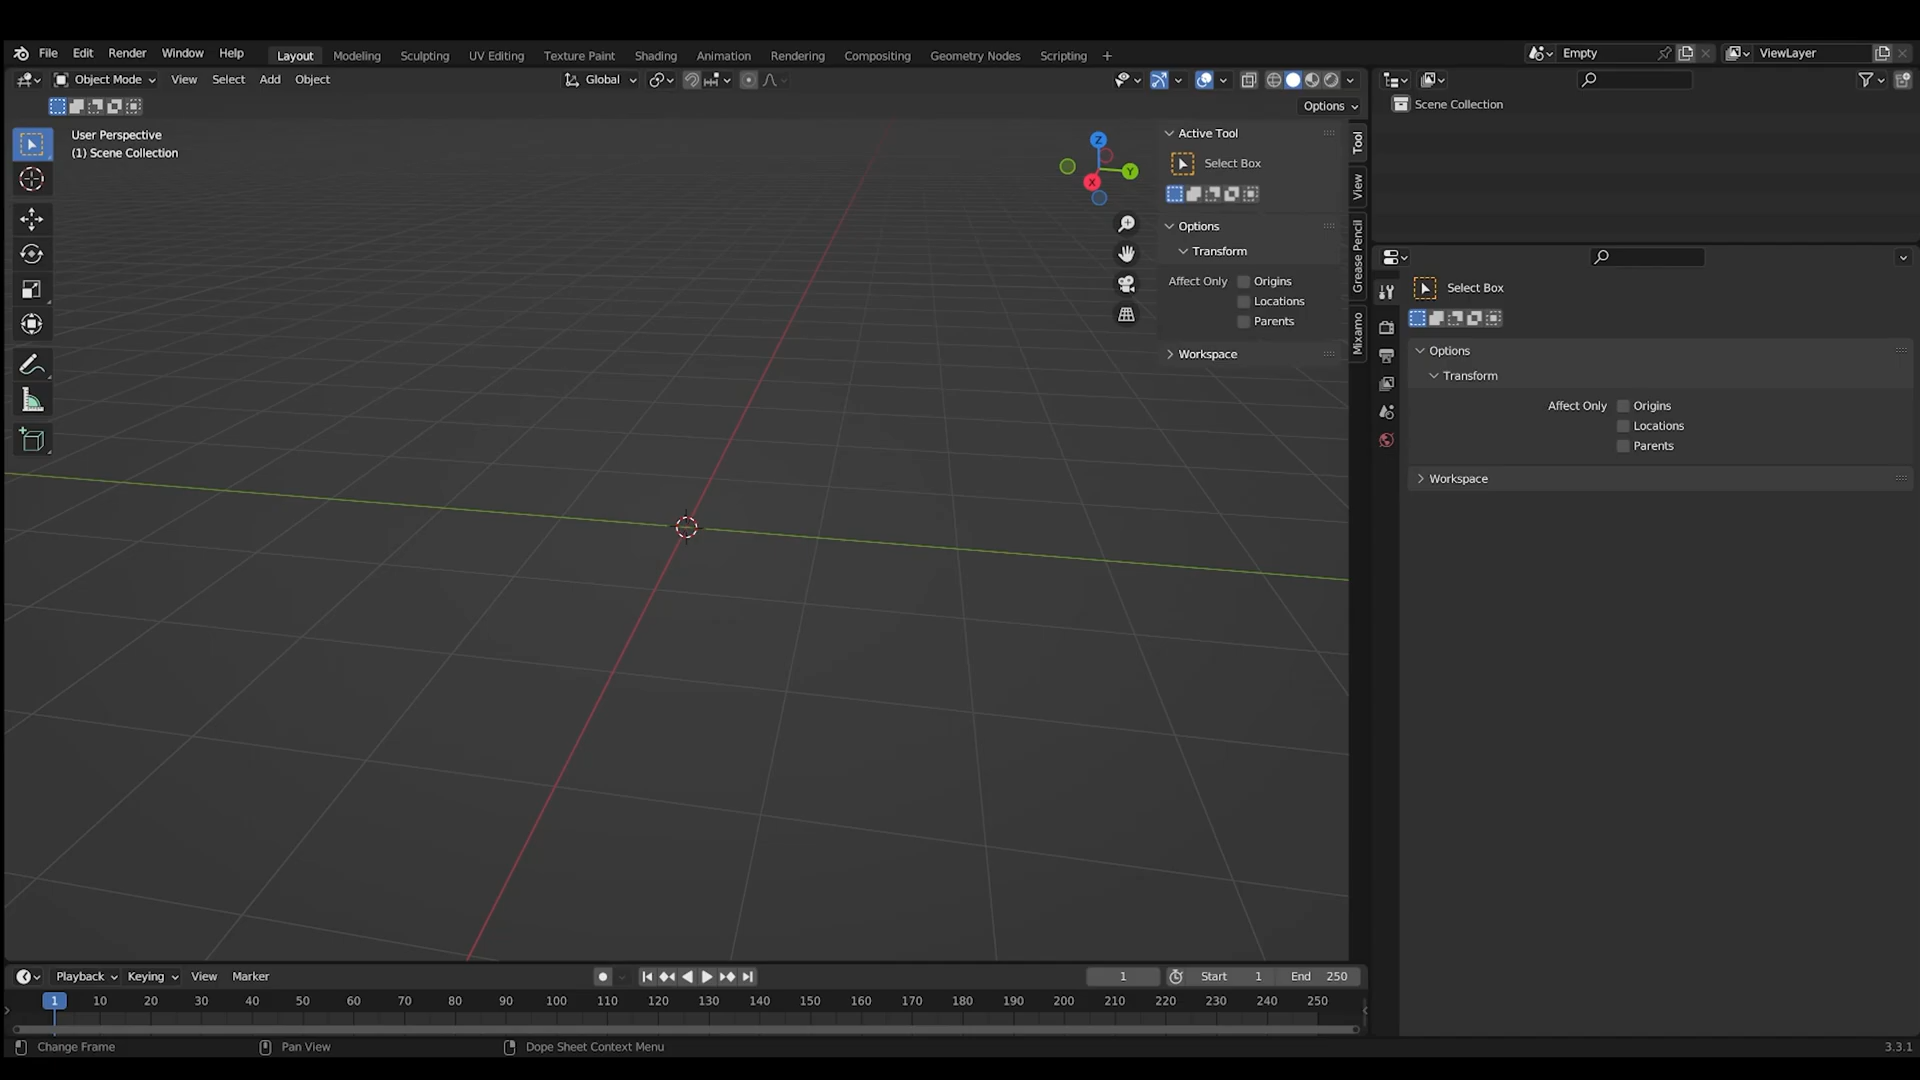 File Edit Render Window Help Layout Modeling Sculpting UV Editing Texture Paint Shading Animation Rendering Compositing Geometry Nodes Scripting + Empty ViewLayer
Object Mode View Select Add Object Global
Options
Scene Collection
User Perspective
(1) Scene Collection
Z
Y
X
Active Tool
Select Box
Options
Transform
Affect Only Origins
Locations
Parents
Workspace
Tool
View
Grease Pencil
Mixamo
Select Box
Options
Transform
Affect Only Origins
Locations
Parents
Workspace
Playback Keying View Marker 1 Start 1 End 250
1 10 20 30 40 50 60 70 80 90 100 110 120 130 140 150 160 170 180 190 200 210 220 230 240 250
Change Frame Pan View Dope Sheet Context Menu 3.3.1